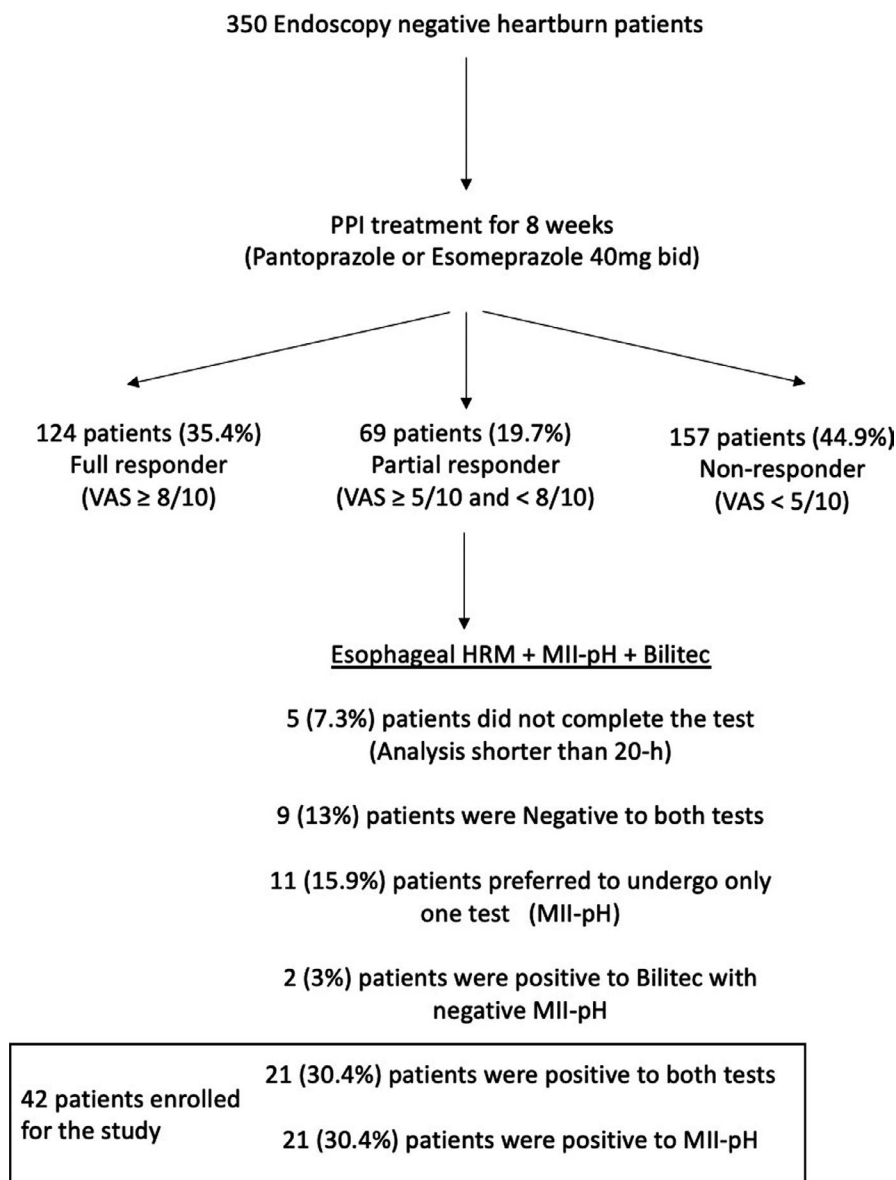 350 Endoscopy negative heartburn patients
PPI treatment for 8 weeks
(Pantoprazole or Esomeprazole 40mg bid)
124 patients (35.4%)
Full responder
(VAS ≥ 8/10)
69 patients (19.7%)
Partial responder
(VAS ≥ 5/10 and < 8/10)
157 patients (44.9%)
Non-responder
(VAS < 5/10)
Esophageal HRM + MII-pH + Bilitec
5 (7.3%) patients did not complete the test
(Analysis shorter than 20-h)
9 (13%) patients were Negative to both tests
11 (15.9%) patients preferred to undergo only
one test (MII-pH)
2 (3%) patients were positive to Bilitec with
negative MII-pH
42 patients enrolled
for the study
21 (30.4%) patients were positive to both tests
21 (30.4%) patients were positive to MII-pH